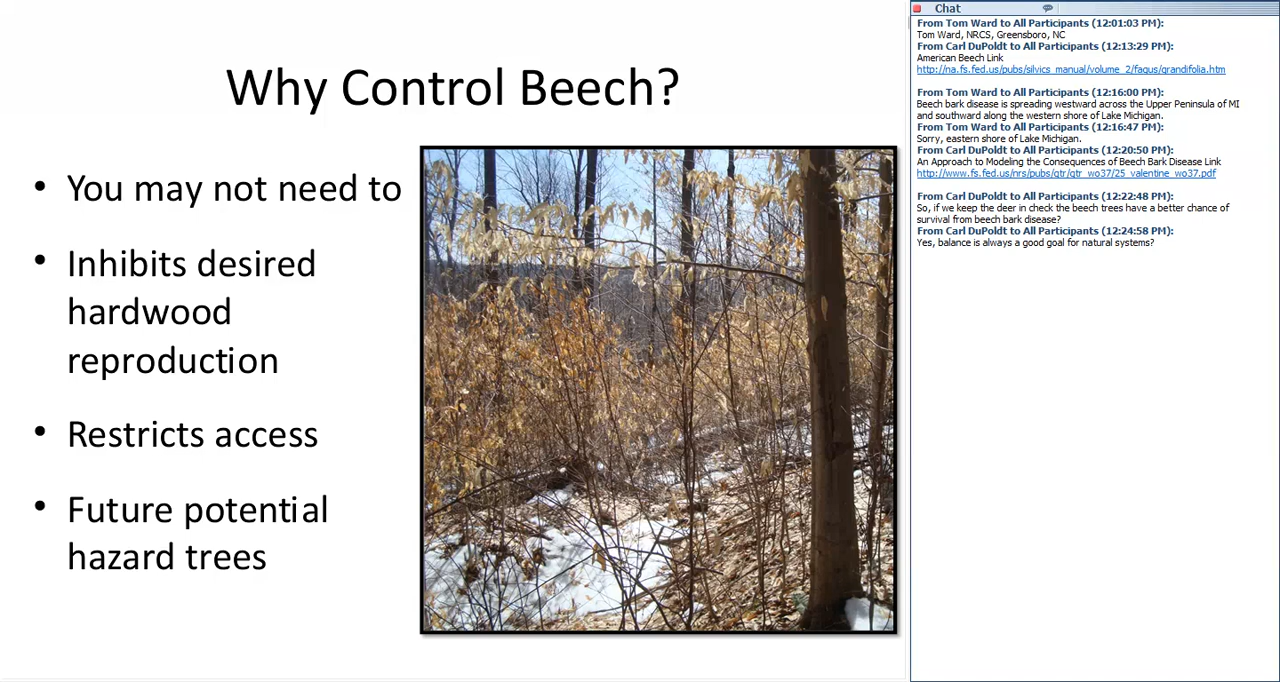 Why Control Beech?
• You may not need to
• Inhibits desired
hardwood
reproduction
• Restricts access
• Future potential
hazard trees
Chat
From Tom Ward to All Participants (12:01:03 PM):
Tom Ward, NRCS, Greensboro, NC
From Carl DuPoldt to All Participants (12:13:29 PM):
American Beech Link
http://na.fs.fed.us/pubs/silvics_manual/volume_2/fagus/grandifolia.htm
From Tom Ward to All Participants (12:16:00 PM):
Beech bark disease is spreading westward across the Upper Peninsula of MI
and southward along the western shore of Lake Michigan.
From Tom Ward to All Participants (12:16:47 PM):
Sorry, eastern shore of Lake Michigan.
From Carl DuPoldt to All Participants (12:20:50 PM):
An Approach to Modeling the Consequences of Beech Bark Disease Link
http://www.fs.fed.us/nrs/pubs/gtr/gtr_wo37/25_valentine_wo37.pdf
From Carl DuPoldt to All Participants (12:22:48 PM):
So, if we keep the deer in check the beech trees have a better chance of
survival from beech bark disease?
From Carl DuPoldt to All Participants (12:24:58 PM):
Yes, balance is always a good goal for natural systems?